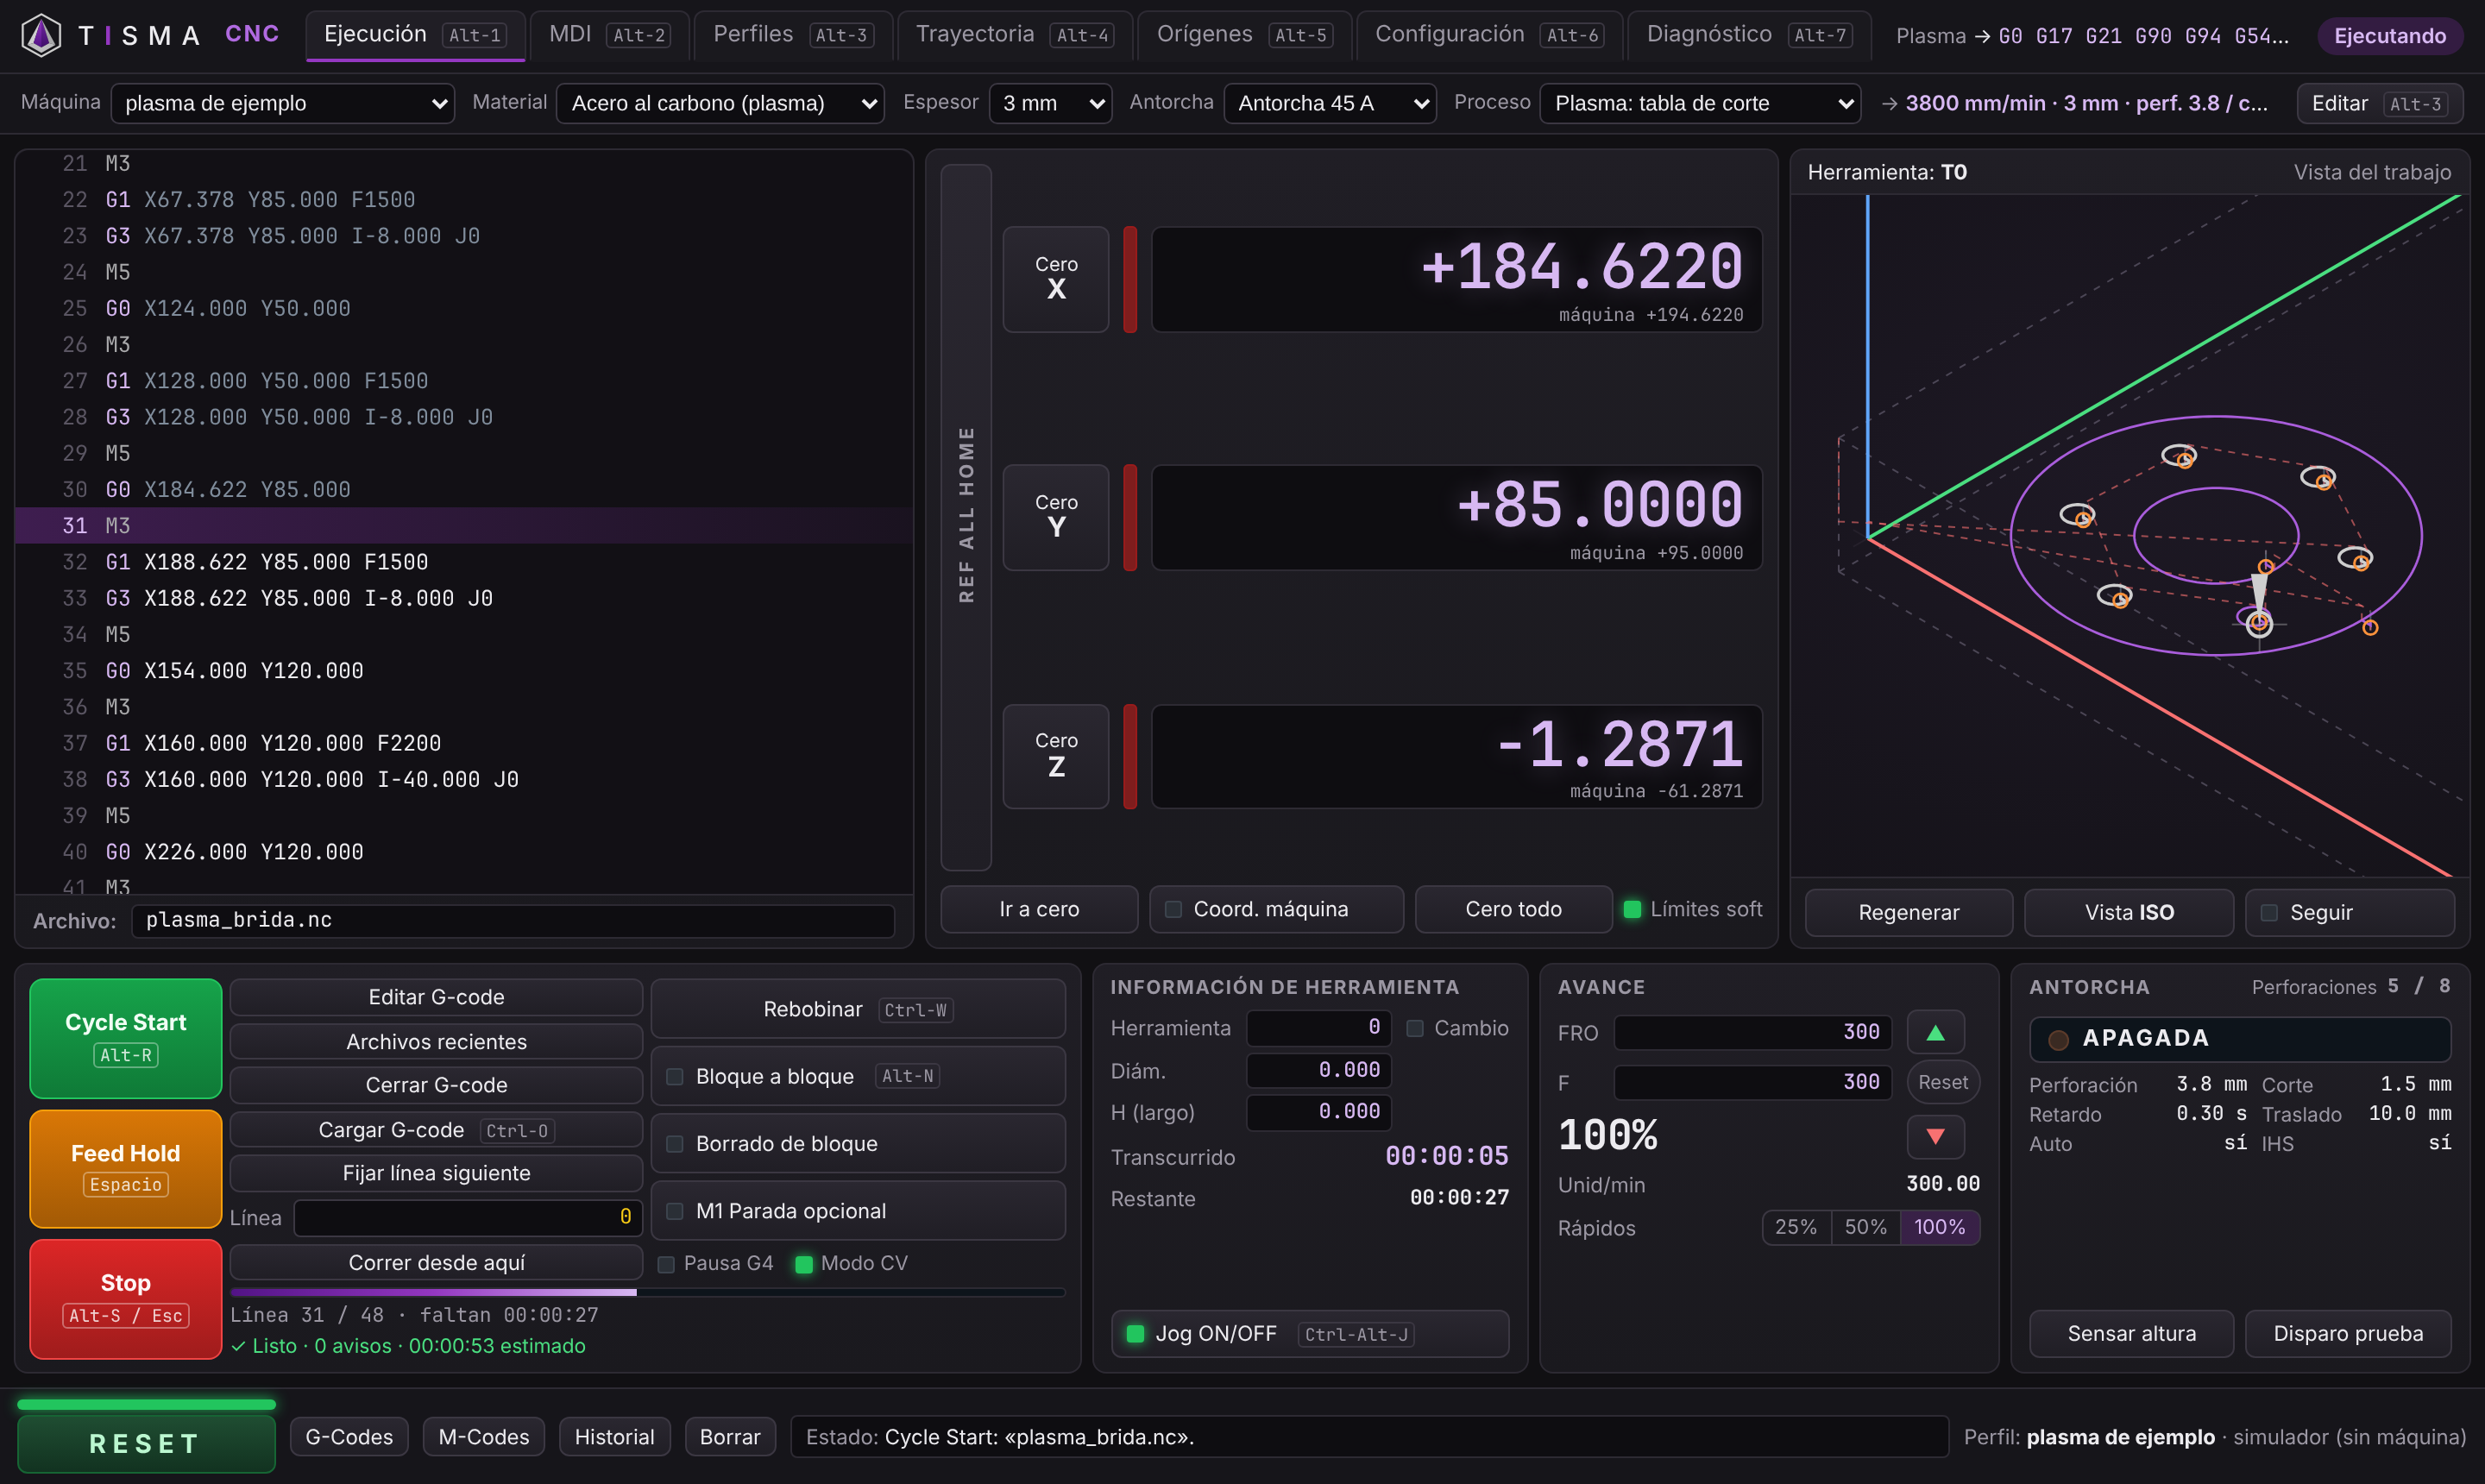 TISMA CNC
Ejecución Alt-1
MDI Alt-2
Perfiles Alt-3
Trayectoria Alt-4
Orígenes Alt-5
Configuración Alt-6
Diagnóstico Alt-7
Plasma → G0 G17 G21 G90 G94 G54…
Ejecutando
Máquina plasma de ejemplo
Material Acero al carbono (plasma)
Espesor 3 mm
Antorcha Antorcha 45 A
Proceso Plasma: tabla de corte
→ 3800 mm/min · 3 mm · perf. 3.8 / c…
Editar Alt-3
21 M3
22 G1 X67.378 Y85.000 F1500
23 G3 X67.378 Y85.000 I-8.000 J0
24 M5
25 G0 X124.000 Y50.000
26 M3
27 G1 X128.000 Y50.000 F1500
28 G3 X128.000 Y50.000 I-8.000 J0
29 M5
30 G0 X184.622 Y85.000
31 M3
32 G1 X188.622 Y85.000 F1500
33 G3 X188.622 Y85.000 I-8.000 J0
34 M5
35 G0 X154.000 Y120.000
36 M3
37 G1 X160.000 Y120.000 F2200
38 G3 X160.000 Y120.000 I-40.000 J0
39 M5
40 G0 X226.000 Y120.000
41 M3
Archivo: plasma_brida.nc
REF ALL HOME
Cero X
+184.6220
máquina +194.6220
Cero Y
+85.0000
máquina +95.0000
Cero Z
-1.2871
máquina -61.2871
Ir a cero
Coord. máquina
Cero todo
Límites soft
Herramienta: T0
Vista del trabajo
Regenerar
Vista ISO
Seguir
Cycle Start
Alt-R
Feed Hold
Espacio
Stop
Alt-S / Esc
Editar G-code
Archivos recientes
Cerrar G-code
Cargar G-code Ctrl-O
Fijar línea siguiente
Línea 0
Correr desde aquí
Rebobinar Ctrl-W
Bloque a bloque Alt-N
Borrado de bloque
M1 Parada opcional
Pausa G4
Modo CV
Línea 31 / 48 · faltan 00:00:27
✓ Listo · 0 avisos · 00:00:53 estimado
INFORMACIÓN DE HERRAMIENTA
Herramienta 0 Cambio
Diám. 0.000
H (largo) 0.000
Transcurrido 00:00:05
Restante 00:00:27
Jog ON/OFF Ctrl-Alt-J
AVANCE
FRO 300
F 300 Reset
100%
Unid/min 300.00
Rápidos 25% 50% 100%
ANTORCHA
Perforaciones 5 / 8
APAGADA
Perforación 3.8 mm Corte 1.5 mm
Retardo 0.30 s Traslado 10.0 mm
Auto sí IHS sí
Sensar altura
Disparo prueba
RESET
G-Codes
M-Codes
Historial
Borrar
Estado: Cycle Start: «plasma_brida.nc».
Perfil: plasma de ejemplo · simulador (sin máquina)